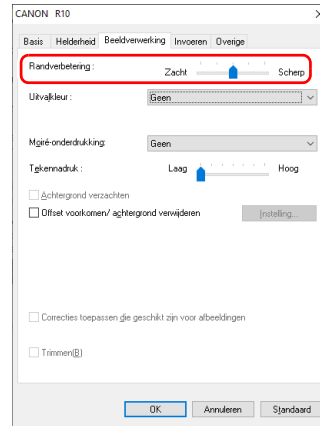 CANON R10
Basis Helderheid Beeldverwerking Invoeren Overige
Randverbetering :
Zacht Scherp
Uitvalkleur : Geen
Moiré-onderdrukking: Geen
Tekennadruk : Laag Hoog
Achtergrond verzachten
Offset voorkomen/ achtergrond verwijderen Instelling...
Correcties toepassen die geschikt zijn voor afbeeldingen
Trimmen(B)
OK Annuleren Standaard